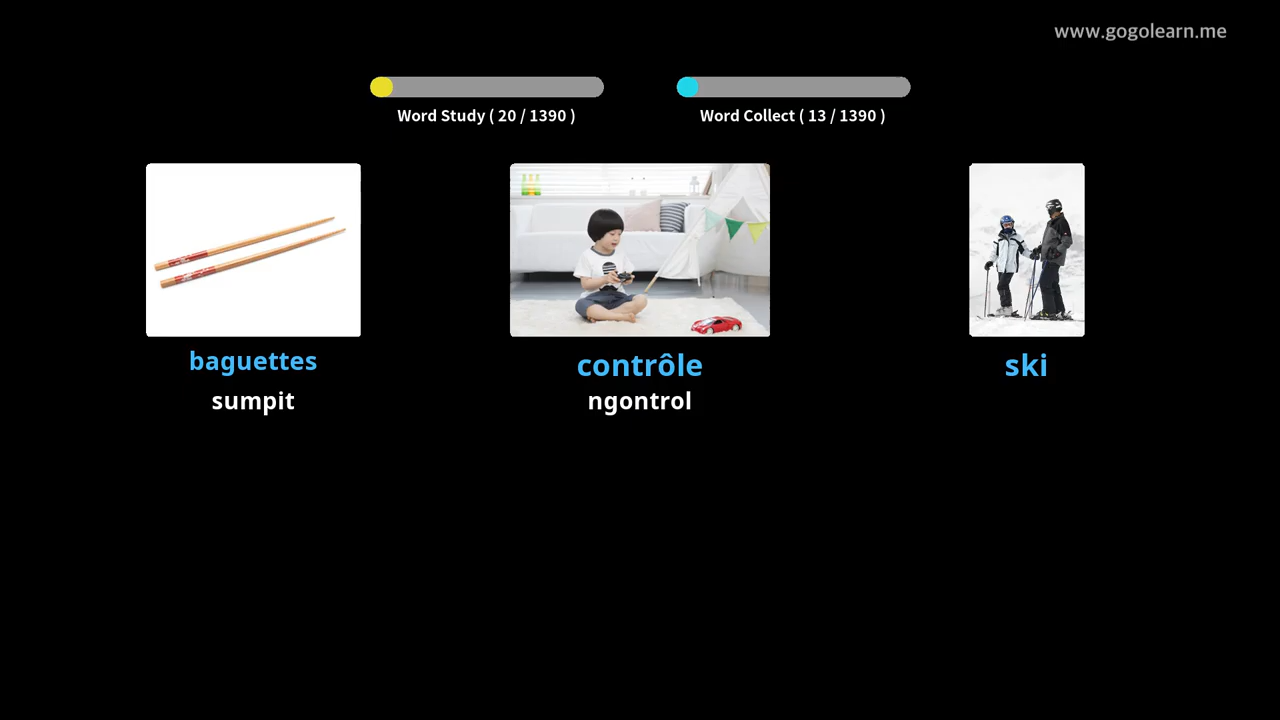 www.gogolearn.me
Word Study ( 20 / 1390 )
Word Collect ( 13 / 1390 )
baguettes
sumpit
contrôle
ngontrol
ski